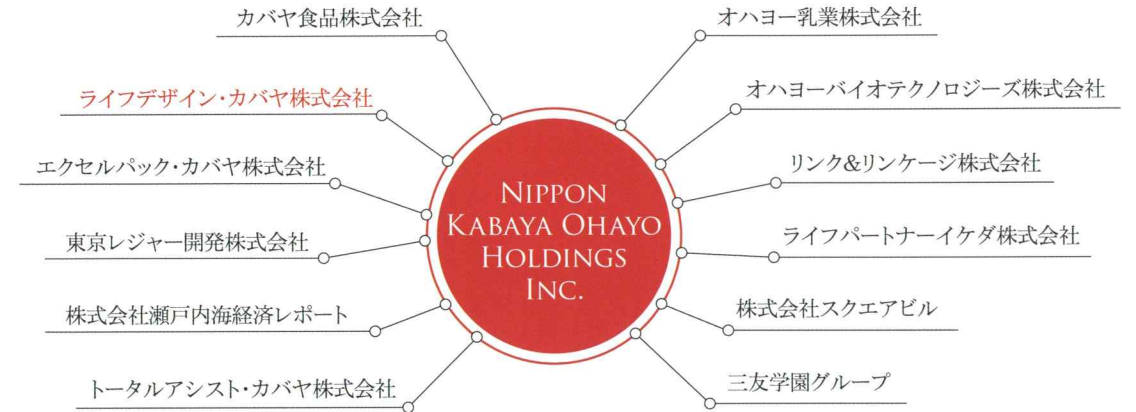 カバヤ食品株式会社
ライフデザイン・カバヤ株式会社
エクセルパック・カバヤ株式会社
東京レジャー開発株式会社
株式会社瀬戸内海経済レポート
トータルアシスト・カバヤ株式会社
NIPPON
KABAYA OHAYO
HOLDINGS
INC.
オハヨー乳業株式会社
オハヨーバイオテクノロジーズ株式会社
リンク&リンケージ株式会社
ライフパートナーイケダ株式会社
株式会社スクエアビル
三友学園グループ